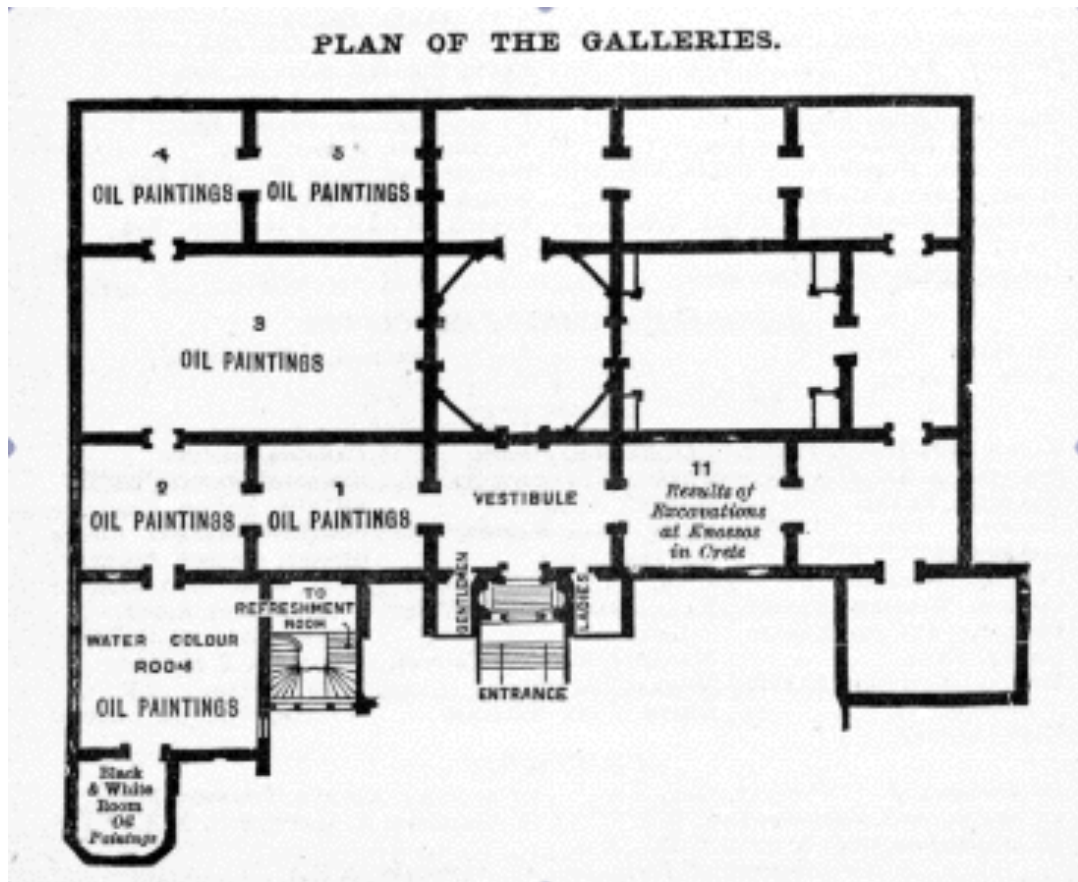 PLAN OF THE GALLERIES.
4
OIL PAINTINGS
5
OIL PAINTINGS
3
OIL PAINTINGS
2
OIL PAINTINGS
1
OIL PAINTINGS
VESTIBULE
11
Results of
Excavations
at Knossos
in Crete
GENTLEMEN
LADIES
TO
REFRESHMENT
ROOM
ENTRANCE
WATER COLOUR
ROOM
OIL PAINTINGS
Black
& White
Room
Oil
Paintings